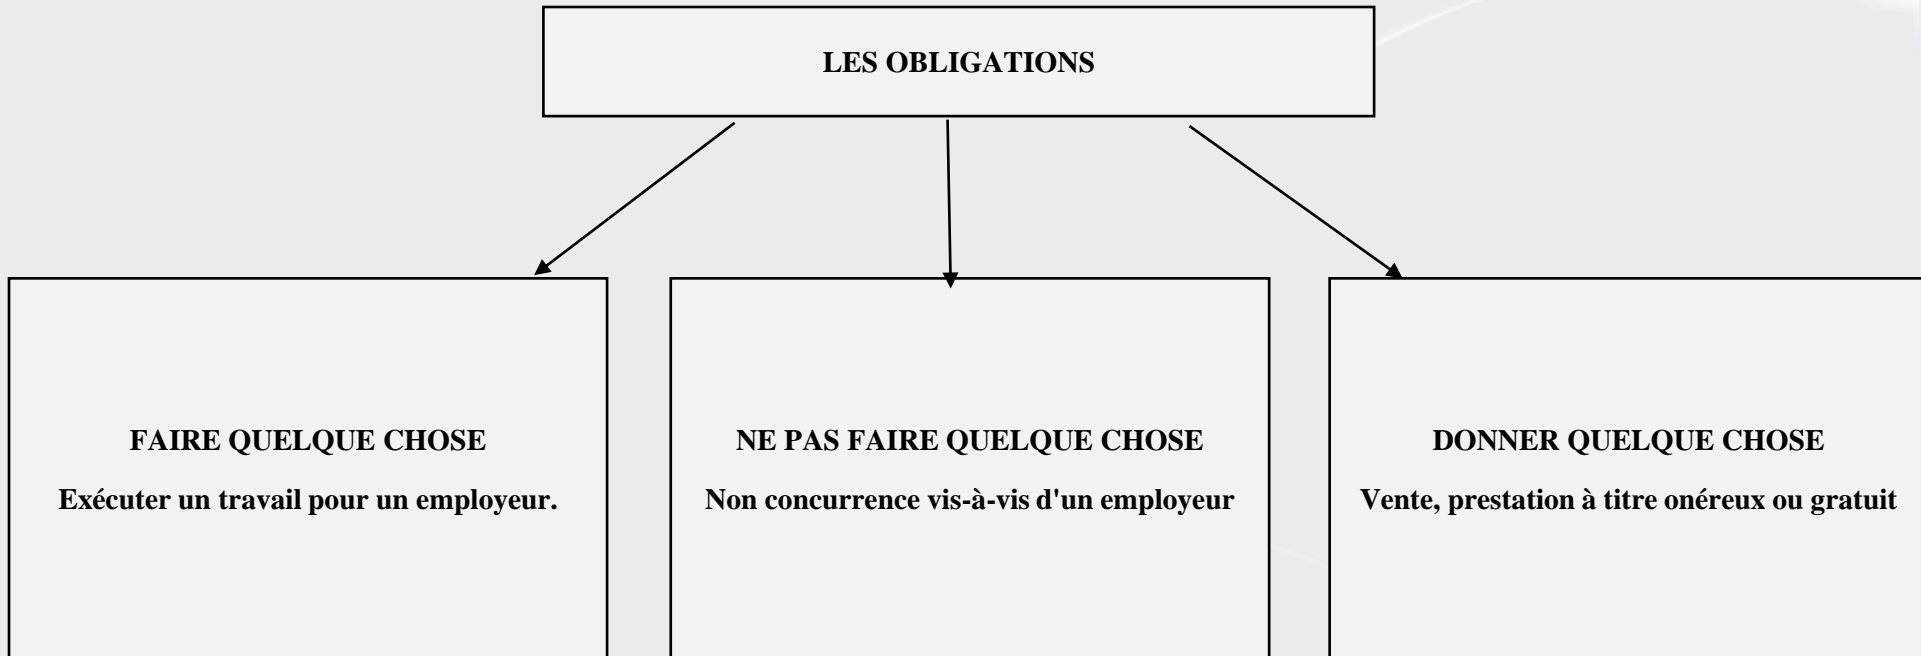 LES OBLIGATIONS
FAIRE QUELQUE CHOSE
Exécuter un travail pour un employeur.
NE PAS FAIRE QUELQUE CHOSE
Non concurrence vis-à-vis d'un employeur
DONNER QUELQUE CHOSE
Vente, prestation à titre onéreux ou gratuit